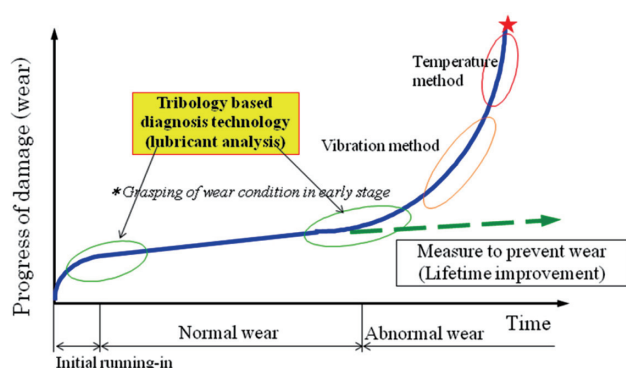 Progress of damage (wear)
Temperature
method
Tribology based
diagnosis technology
(lubricant analysis)
Vibration method
*Grasping of wear condition in early stage
Measure to prevent wear
(Lifetime improvement)
Time
Normal wear
Abnormal wear
Initial running-in